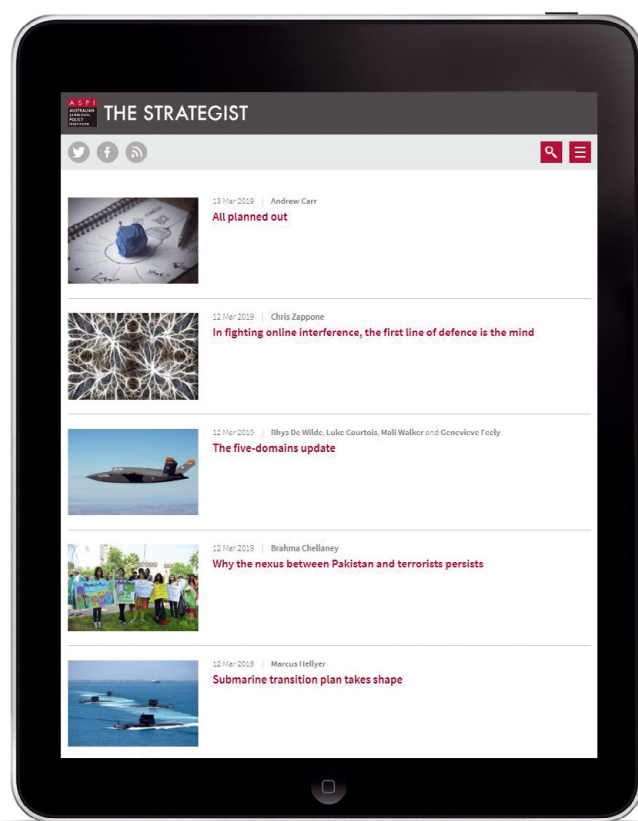 ASPI
AUSTRALIAN
STRATEGIC
POLICY
INSTITUTE
THE STRATEGIST
13 Mar 2019 | Andrew Carr
All planned out
12 Mar 2019 | Chris Zappone
In fighting online interference, the first line of defence is the mind
12 Mar 2019 | Rhys De Wilde, Luke Courtois, Mali Walker and Genevieve Feely
The five-domains update
12 Mar 2019 | Brahma Chellaney
Why the nexus between Pakistan and terrorists persists
12 Mar 2019 | Marcus Hellyer
Submarine transition plan takes shape